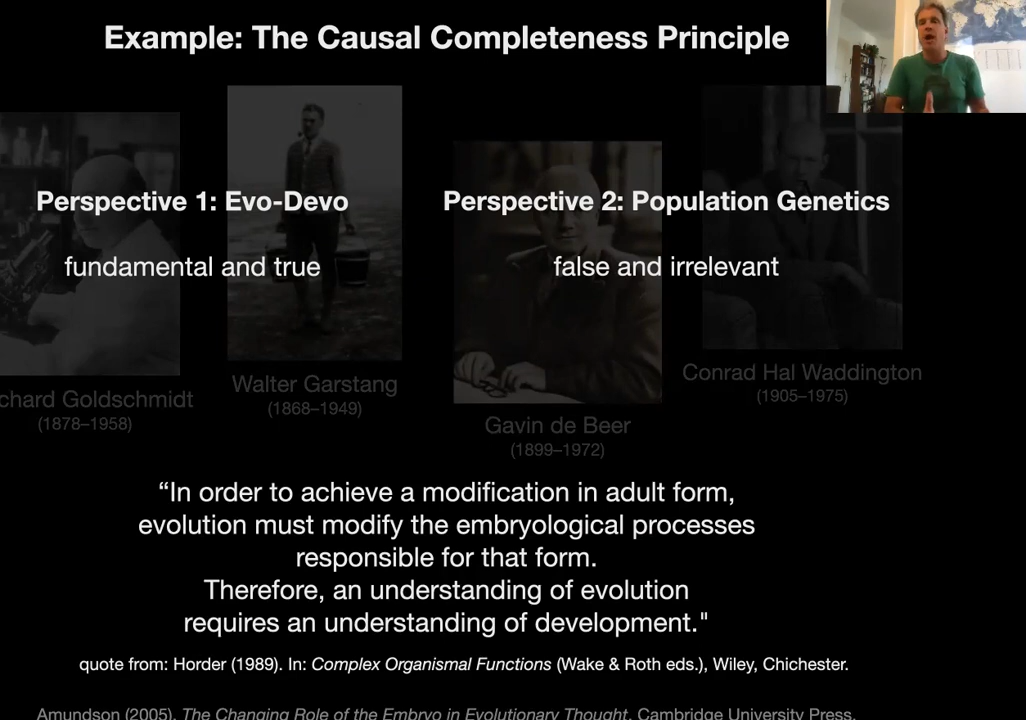 Example: The Causal Completeness Principle
Perspective 1: Evo-Devo
Perspective 2: Population Genetics
fundamental and true
false and irrelevant
chard Goldschmidt
(1878–1958)
Walter Garstang
(1868–1949)
Gavin de Beer
(1899–1972)
Conrad Hal Waddington
(1905–1975)
“In order to achieve a modification in adult form,
evolution must modify the embryological processes
responsible for that form.
Therefore, an understanding of evolution
requires an understanding of development."
quote from: Horder (1989). In: Complex Organismal Functions (Wake & Roth eds.), Wiley, Chichester.
Amundson (2005). The Changing Role of the Embryo in Evolutionary Thought. Cambridge University Press.